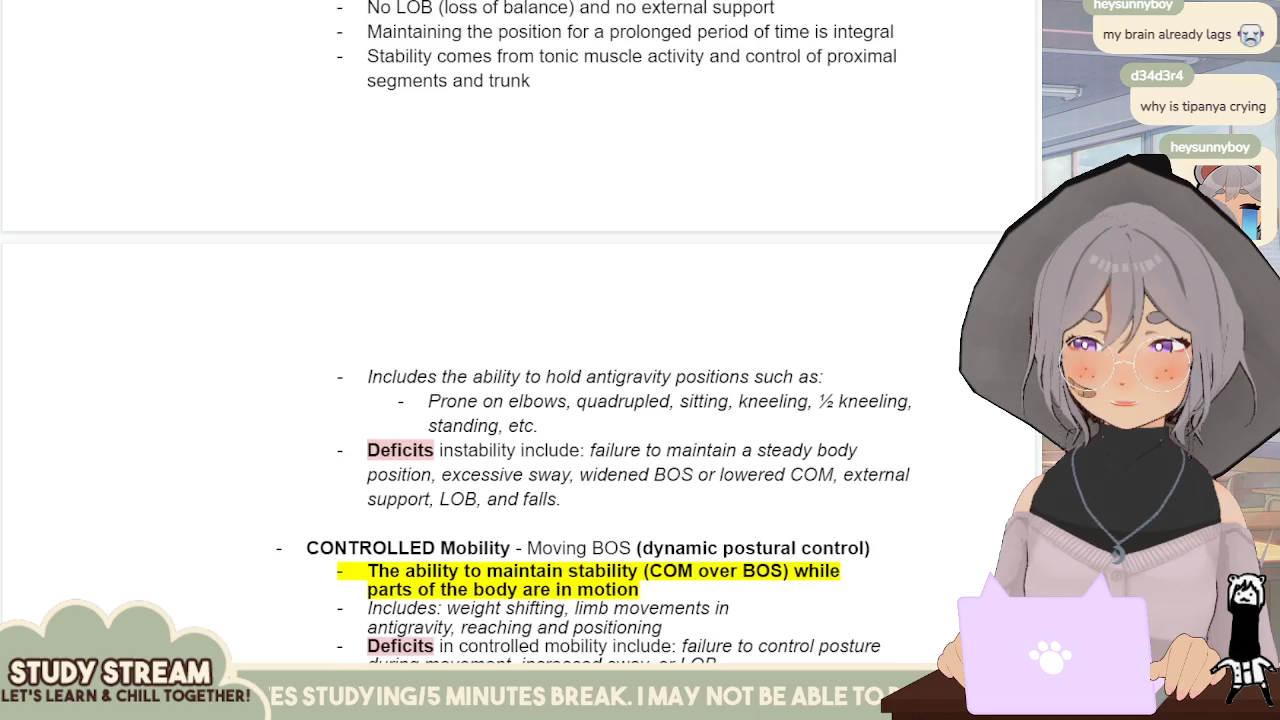 - No LOB (loss of balance) and no external support
- Maintaining the position for a prolonged period of time is integral
- Stability comes from tonic muscle activity and control of proximal
segments and trunk
- Includes the ability to hold antigravity positions such as:
- Prone on elbows, quadruped, sitting, kneeling, ½ kneeling,
standing, etc.
- Deficits instability include: failure to maintain a steady body
position, excessive sway, widened BOS or lowered COM, external
support, LOB, and falls.
- CONTROLLED Mobility - Moving BOS (dynamic postural control)
- The ability to maintain stability (COM over BOS) while
parts of the body are in motion
- Includes: weight shifting, limb movements in
antigravity, reaching and positioning
- Deficits in controlled mobility include: failure to control posture
during movement, increased sway, or LOB
heysunnyboy
my brain already lags
d34d3r4
why is tipanya crying
heysunnyboy
STUDY STREAM
LET'S LEARN & CHILL TOGETHER!
ES STUDYING/5 MINUTES BREAK. I MAY NOT BE ABLE TO